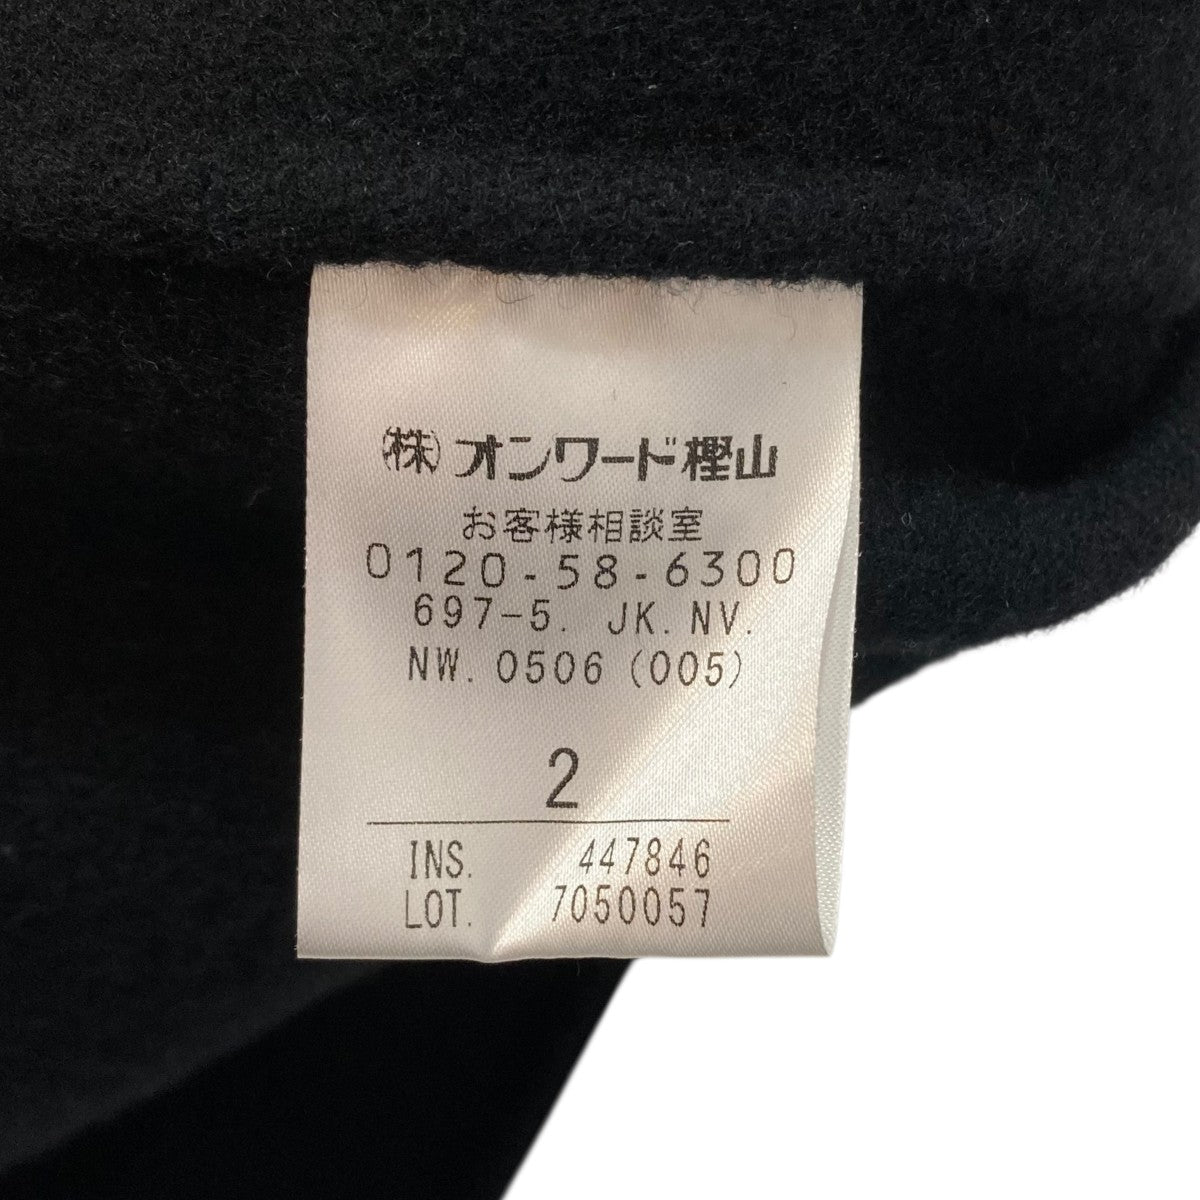 ㈱オンワード樫山
お客様相談室
0120-58-6300
697-5. JK. NV.
NW. 0506 (005)
2
INS. 447846
LOT. 7050057